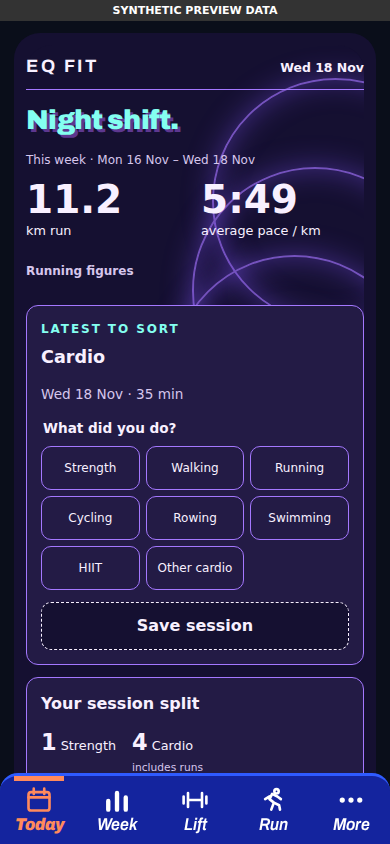 SYNTHETIC PREVIEW DATA
EQ FIT
Wed 18 Nov
Night shift.
This week · Mon 16 Nov – Wed 18 Nov
11.2 5:49
km run average pace / km
Running figures
LATEST TO SORT
Cardio
Wed 18 Nov · 35 min
What did you do?
Strength Walking Running
Cycling Rowing Swimming
HIIT Other cardio
Save session
Your session split
1 Strength 4 Cardio
includes runs
Today Week Lift Run More